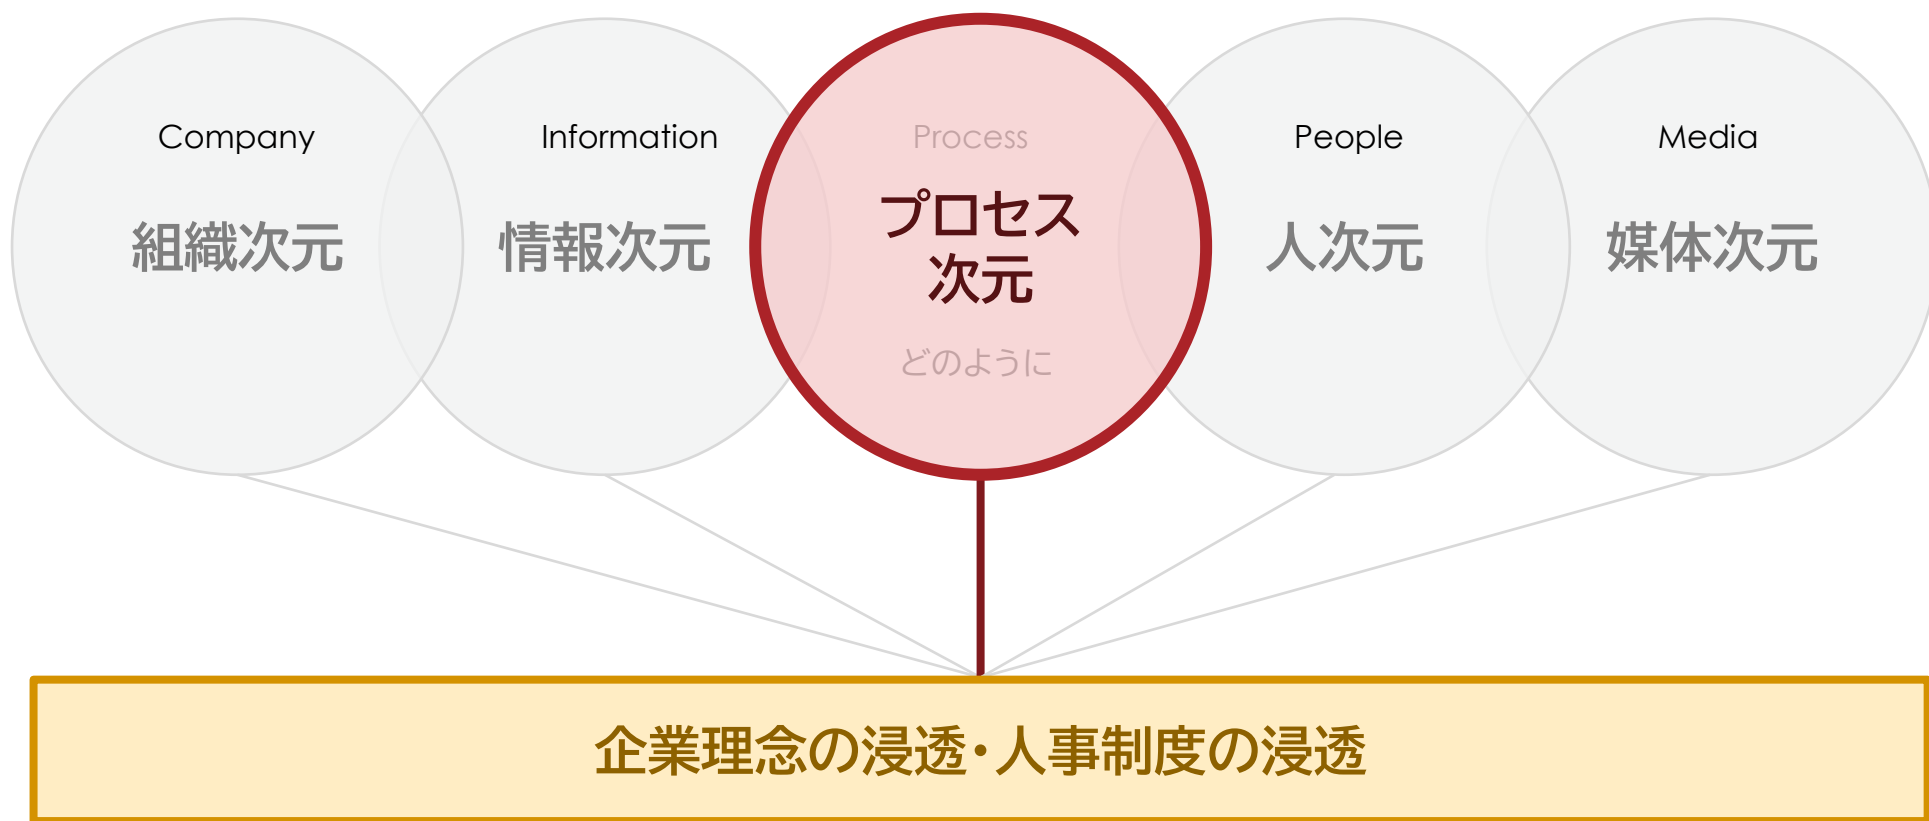 Company
Information
Process
People
Media
組織次元
情報次元
プロセス
次元
人次元
媒体次元
どのように
企業理念の浸透・人事制度の浸透